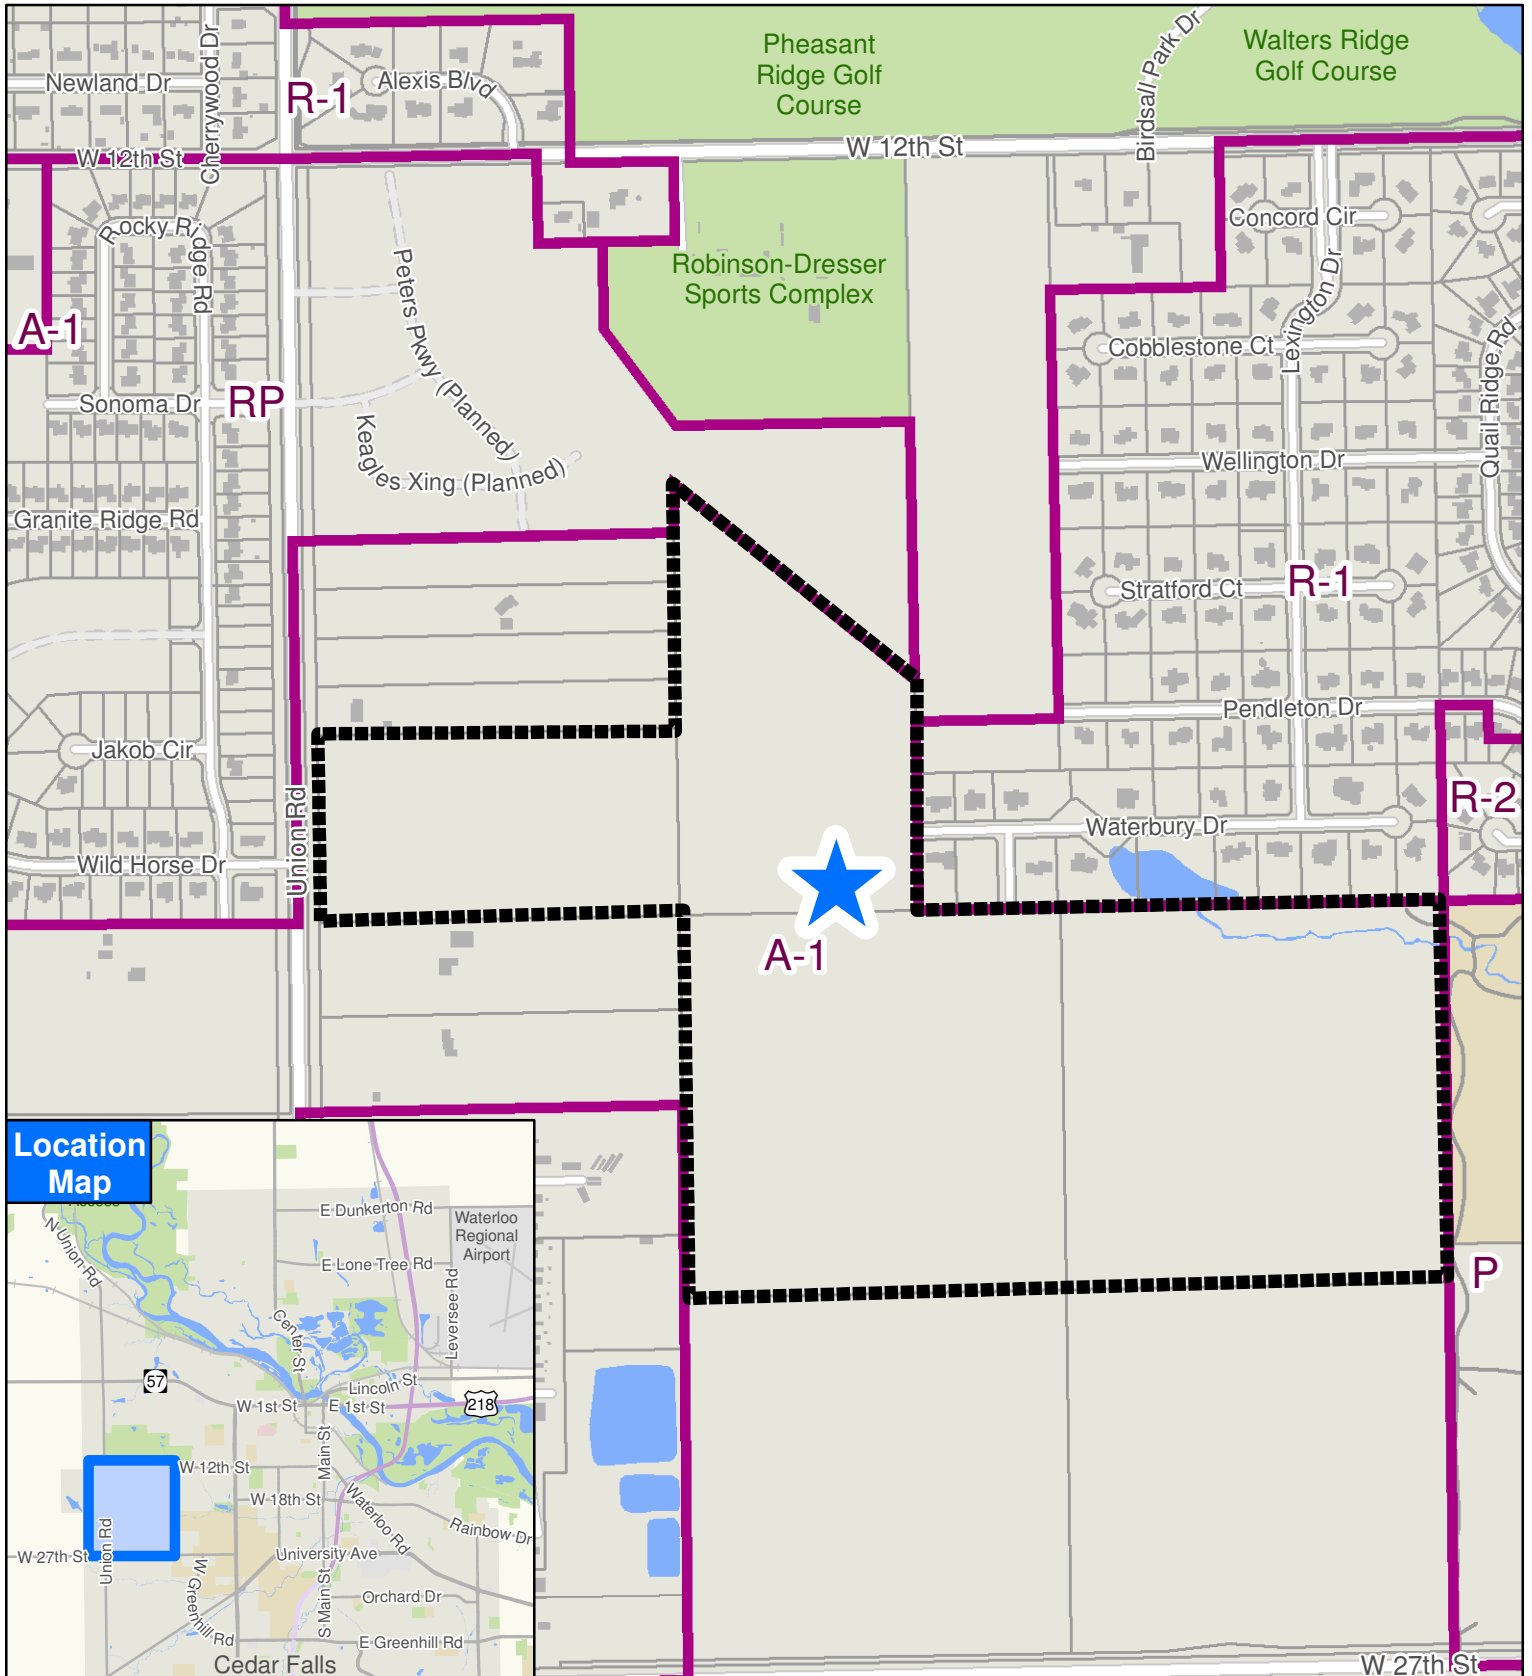 Pheasant
Ridge Golf
Course
Birdsall Park Dr
Walters Ridge
Golf Course
Newland Dr
Cherrywood Dr
R-1
Alexis Blvd
W 12th St
W 12th St
Rocky Ridge Rd
Concord Cir
Peters Pkwy (Planned)
Robinson-Dresser
Sports Complex
Lexington Dr
A-1
Cobblestone Ct
Quail Ridge Rd
Sonoma Dr
RP
Keagles Xing (Planned)
Wellington Dr
Granite Ridge Rd
Stratford Ct
R-1
Pendleton Dr
Jakob Cir
R-2
Union Rd
Waterbury Dr
Wild Horse Dr
A-1
P
W 27th St
Location
Map
N Union Rd
E Dunkerton Rd
Waterloo
Regional
Airport
E Lone Tree Rd
Leversee Rd
Center St
57
Lincoln St
W 1st St
E 1st St
218
Main St
W 12th St
W 18th St
Waterloo Rd
Rainbow Dr
Union Rd
W 27th St
University Ave
W Greenhill Rd
S Main St
Orchard Dr
E Greenhill Rd
Cedar Falls